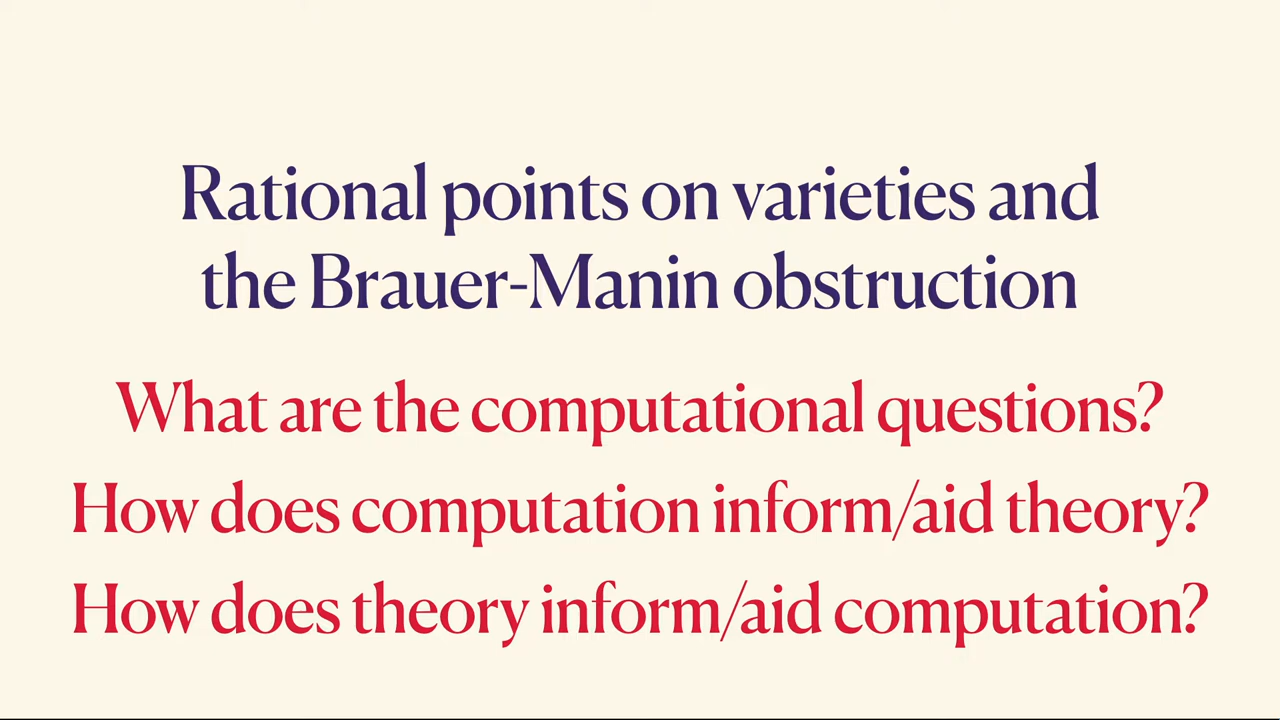 Rational points on varieties and
the Brauer-Manin obstruction
What are the computational questions?
How does computation inform/aid theory?
How does theory inform/aid computation?